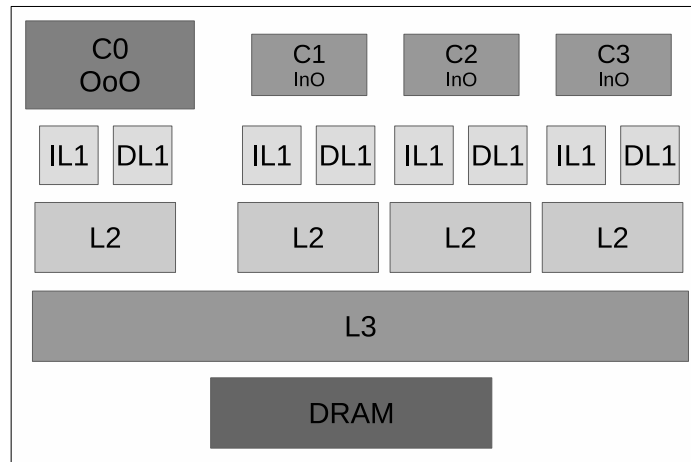 C0
OoO
C1
InO
C2
InO
C3
InO
IL1 DL1 IL1 DL1 IL1 DL1 IL1 DL1
L2 L2 L2 L2
L3
DRAM